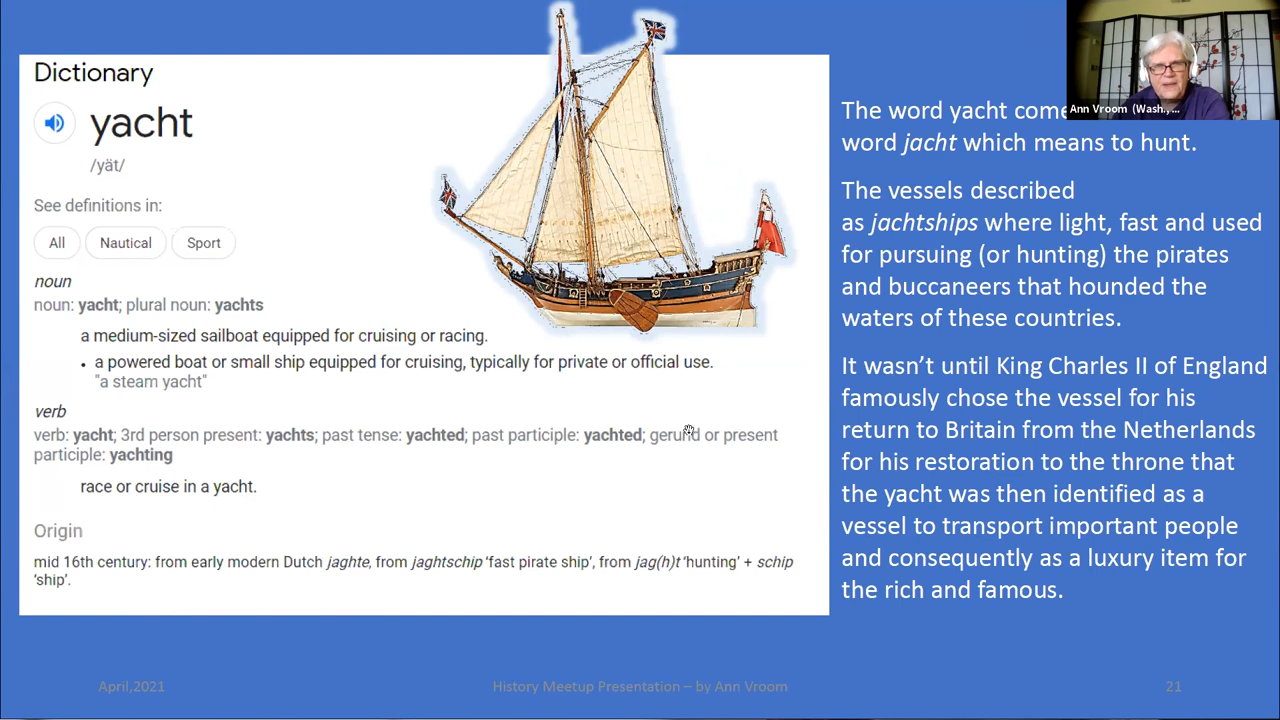 Dictionary
yacht
/yät/
See definitions in:
All Nautical Sport
noun
noun: yacht; plural noun: yachts
a medium-sized sailboat equipped for cruising or racing.
• a powered boat or small ship equipped for cruising, typically for private or official use.
"a steam yacht"
verb
verb: yacht; 3rd person present: yachts; past tense: yachted; past participle: yachted; gerund or present
participle: yachting
race or cruise in a yacht.
Origin
mid 16th century: from early modern Dutch jaghte, from jaghtschip ‘fast pirate ship’, from jag(h)t ‘hunting’ + schip
‘ship’.
Ann Vroom (Wash., ...
The word yacht come
word jacht which means to hunt.
The vessels described
as jachtships where light, fast and used
for pursuing (or hunting) the pirates
and buccaneers that hounded the
waters of these countries.
It wasn’t until King Charles II of England
famously chose the vessel for his
return to Britain from the Netherlands
for his restoration to the throne that
the yacht was then identified as a
vessel to transport important people
and consequently as a luxury item for
the rich and famous.
April,2021
History Meetup Presentation – by Ann Vroom
21